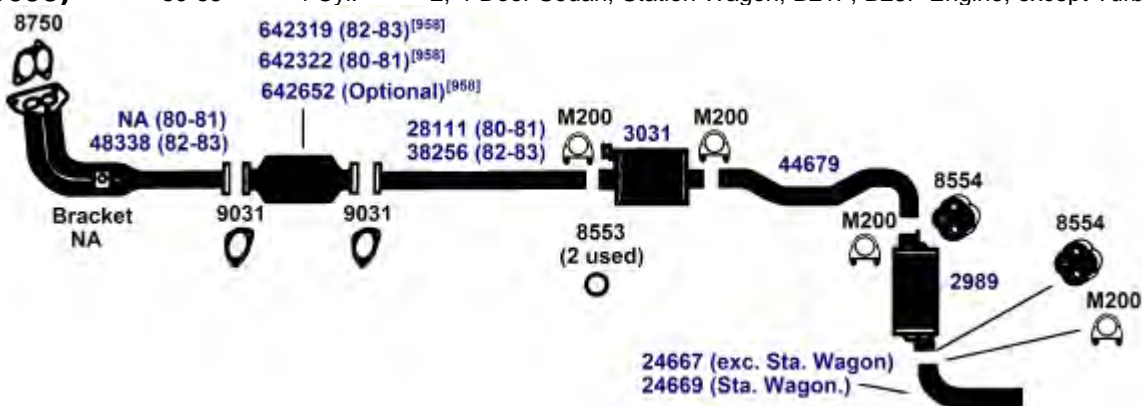 8750
642319 (82-83)[958]
642322 (80-81)[958]
642652 (Optional)[958]
NA (80-81)
48338 (82-83)
28111 (80-81)
38256 (82-83)
M200
3031
M200
44679
8554
Bracket
NA
9031
9031
8553
(2 used)
M200
8554
2989
M200
24667 (exc. Sta. Wagon)
24669 (Sta. Wagon.)